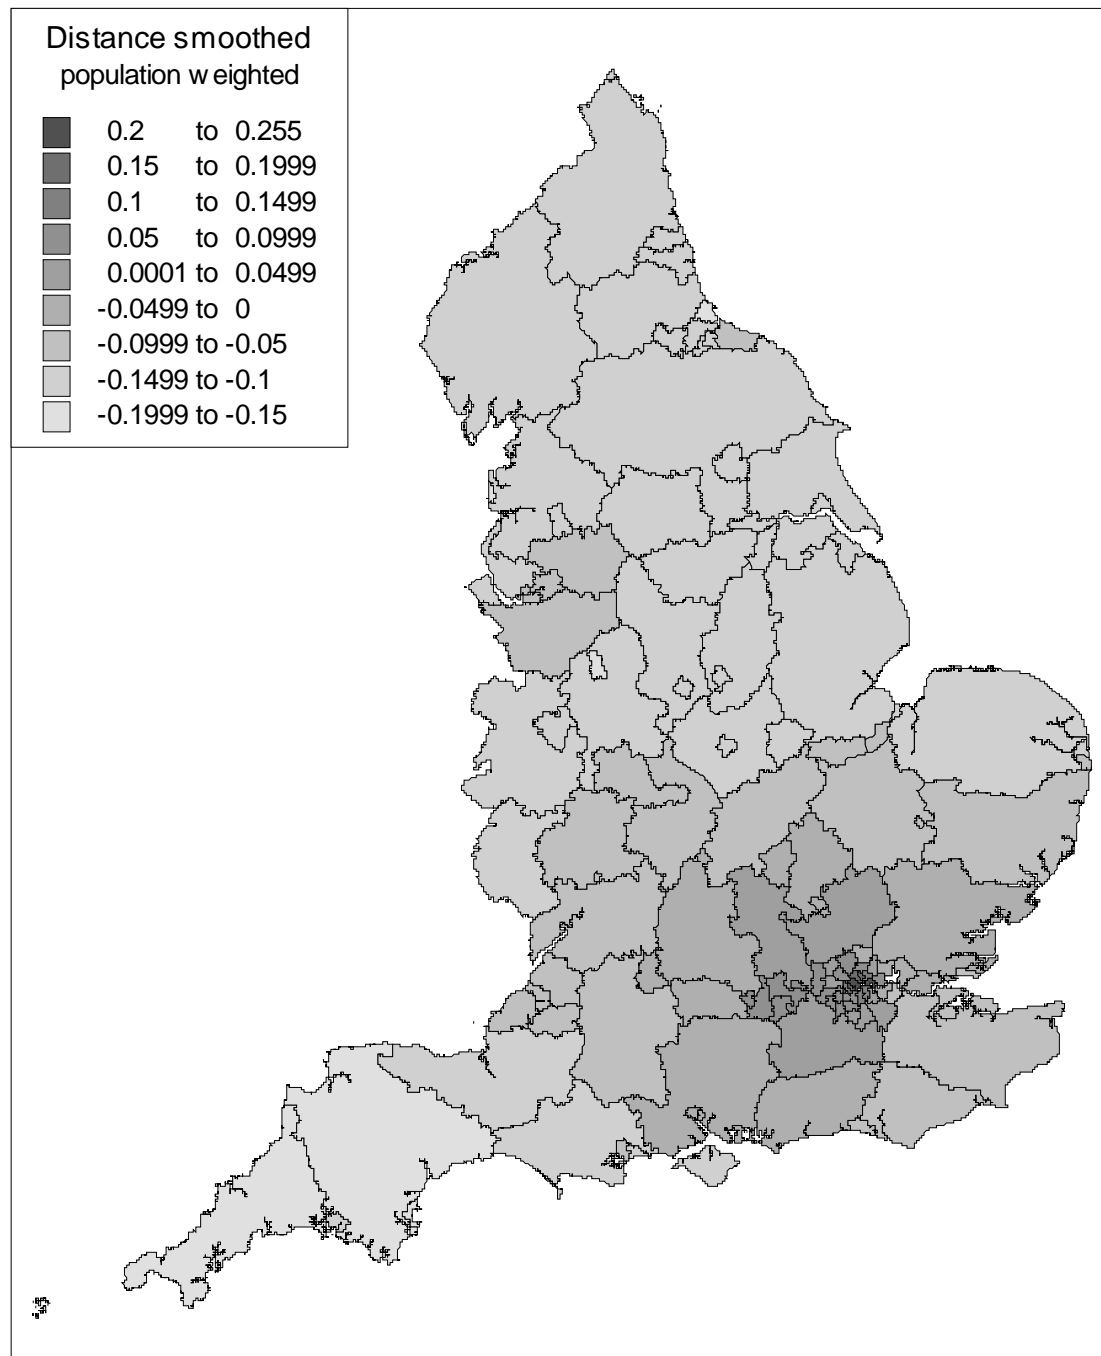 Distance smoothed
population weighted
0.2 to 0.255
0.15 to 0.1999
0.1 to 0.1499
0.05 to 0.0999
0.0001 to 0.0499
-0.0499 to 0
-0.0999 to -0.05
-0.1499 to -0.1
-0.1999 to -0.15